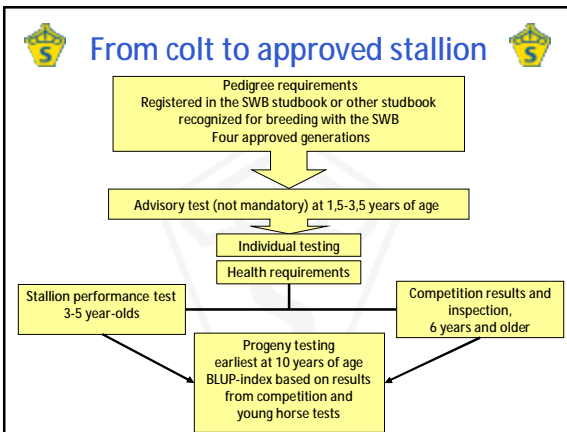 From colt to approved stallion
Pedigree requirements
Registered in the SWB studbook or other studbook
recognized for breeding with the SWB
Four approved generations
Advisory test (not mandatory) at 1,5-3,5 years of age
Individual testing
Health requirements
Stallion performance test
3-5 year-olds
Competition results and
inspection,
6 years and older
Progeny testing
earliest at 10 years of age
BLUP-index based on results
from competition and
young horse tests
S
S